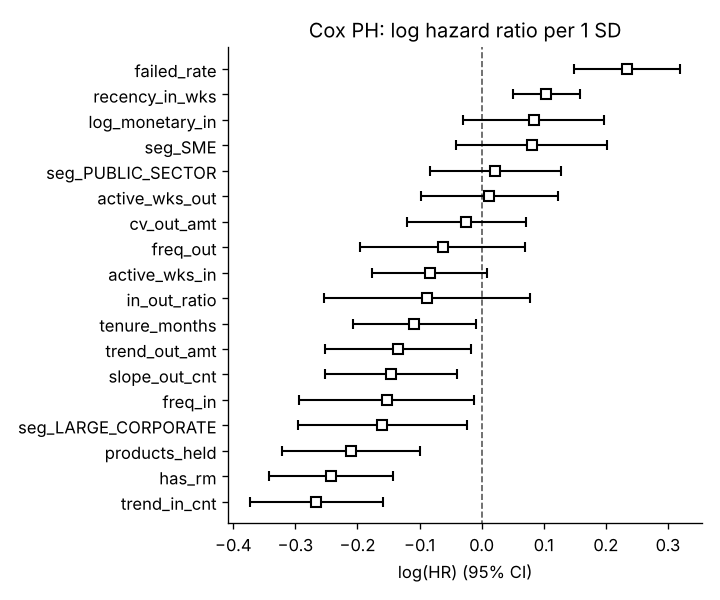 Cox PH: log hazard ratio per 1 SD
failed_rate
recency_in_wks
log_monetary_in
seg_SME
seg_PUBLIC_SECTOR
active_wks_out
cv_out_amt
freq_out
active_wks_in
in_out_ratio
tenure_months
trend_out_amt
slope_out_cnt
freq_in
seg_LARGE_CORPORATE
products_held
has_rm
trend_in_cnt
−0.4 −0.3 −0.2 −0.1 0.0 0.1 0.2 0.3
log(HR) (95% CI)